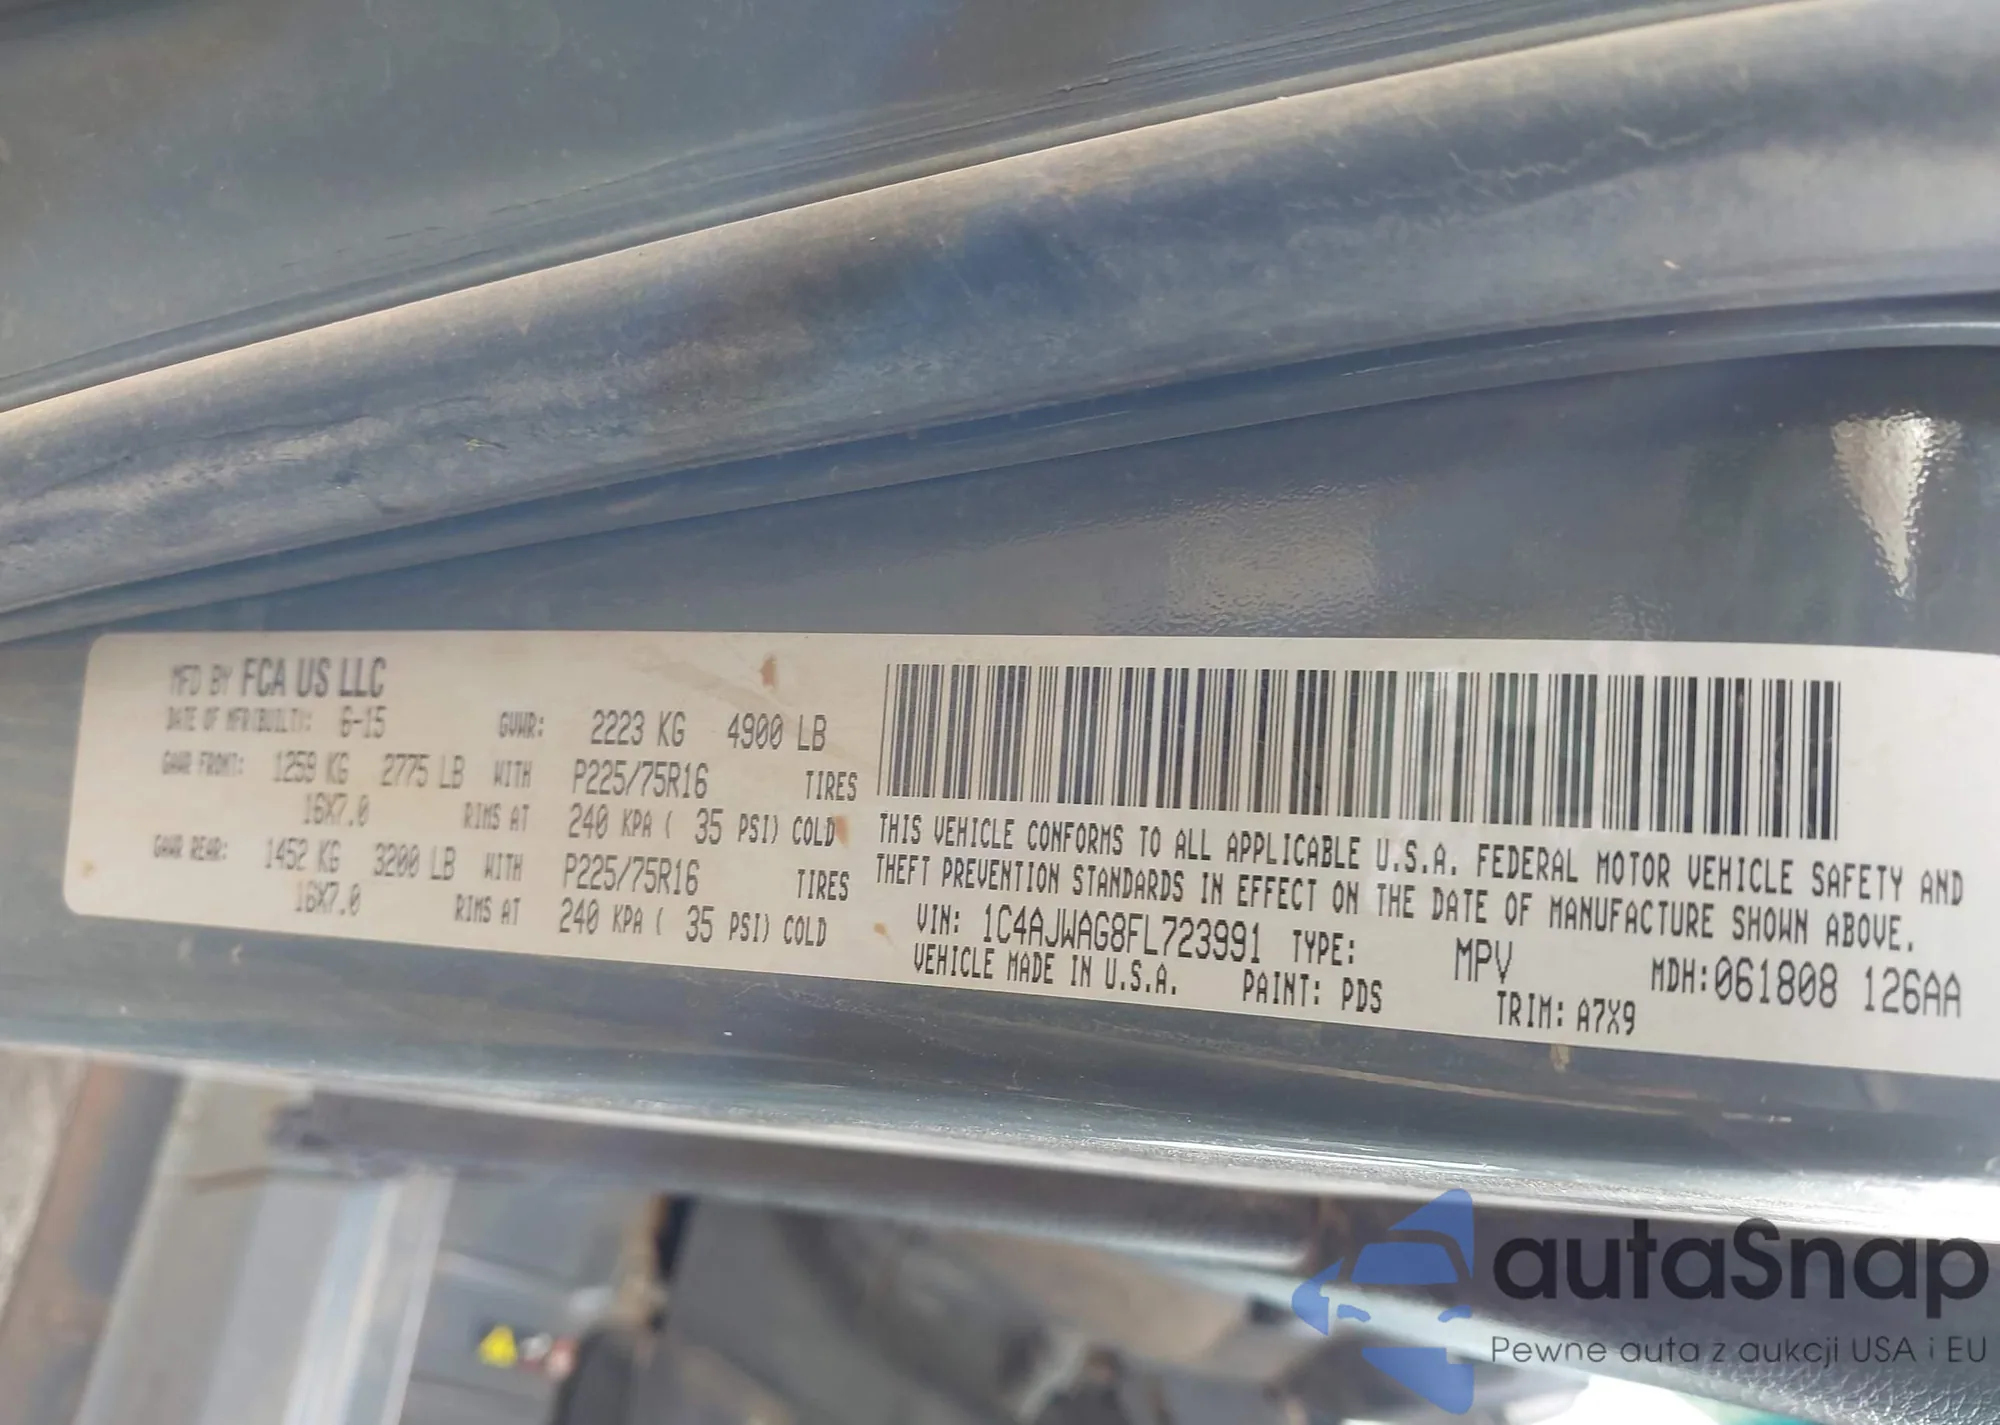 MFD BY FCA US LLC
DATE OF MFR(BUILT): 6-15 GVWR: 2223 KG 4900 LB
GAWR FRONT: 1259 KG 2775 LB WITH P225/75R16 TIRES
16X7.0 RIMS AT 240 KPA ( 35 PSI) COLD
GAWR REAR: 1452 KG 3200 LB WITH P225/75R16 TIRES
16X7.0 RIMS AT 240 KPA ( 35 PSI) COLD
THIS VEHICLE CONFORMS TO ALL APPLICABLE U.S.A. FEDERAL MOTOR VEHICLE SAFETY AND
THEFT PREVENTION STANDARDS IN EFFECT ON THE DATE OF MANUFACTURE SHOWN ABOVE.
VIN: 1C4AJWAG8FL723991 TYPE: MPV MDH:061808 126AA
VEHICLE MADE IN U.S.A. PAINT: PDS TRIM: A7X9
autaSnap
Pewne auta z aukcji USA i EU